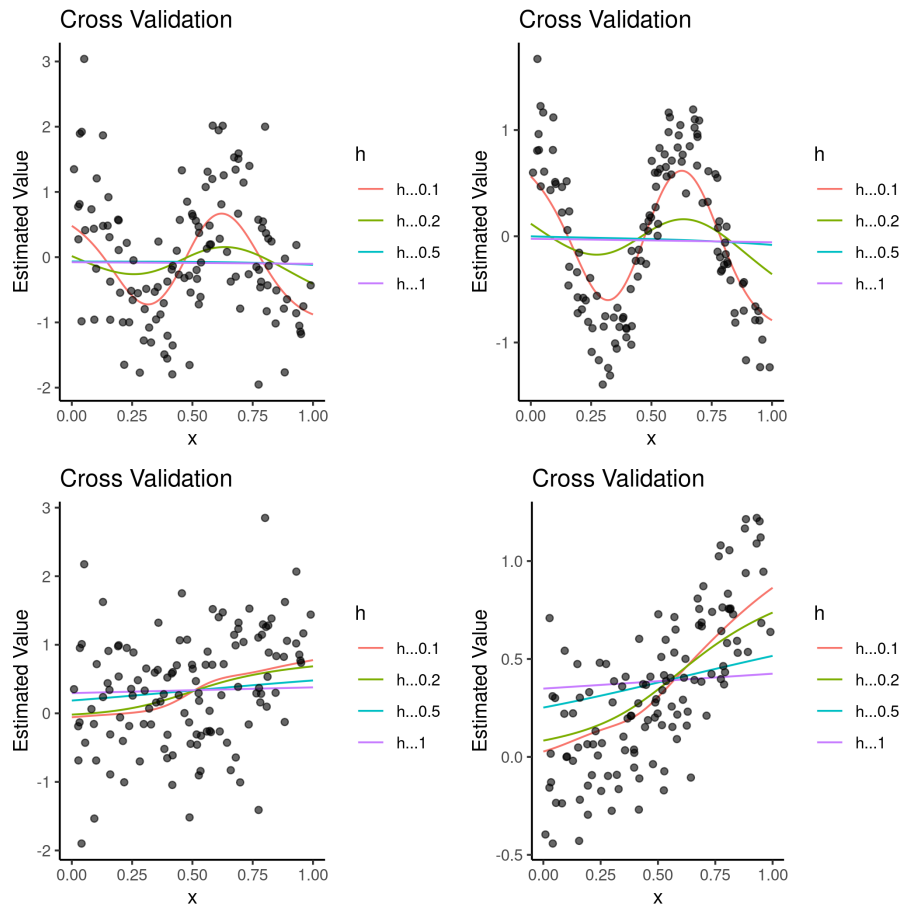 Cross Validation
Estimated Value
3
2
1
0
-1
-2
0.00 0.25 0.50 0.75 1.00
x
h
h...0.1
h...0.2
h...0.5
h...1
Cross Validation
Estimated Value
1
0
-1
0.00 0.25 0.50 0.75 1.00
x
h
h...0.1
h...0.2
h...0.5
h...1
Cross Validation
Estimated Value
3
2
1
0
-1
-2
0.00 0.25 0.50 0.75 1.00
x
h
h...0.1
h...0.2
h...0.5
h...1
Cross Validation
Estimated Value
1.0
0.5
0.0
-0.5
0.00 0.25 0.50 0.75 1.00
x
h
h...0.1
h...0.2
h...0.5
h...1